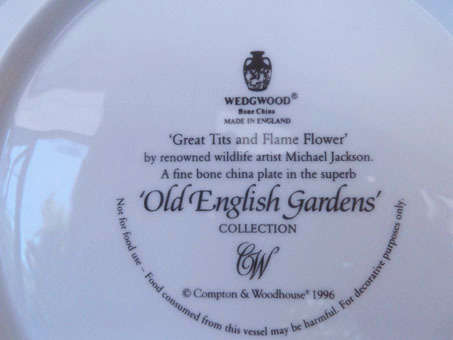 WEDGWOOD®
Bone China
MADE IN ENGLAND
'Great Tits and Flame Flower'
by renowned wildlife artist Michael Jackson.
A fine bone china plate in the superb
'Old English Gardens'
COLLECTION
CW
© Compton & Woodhouse® 1996
Not for food use – Food consumed from this vessel may be harmful. For decorative purposes only.